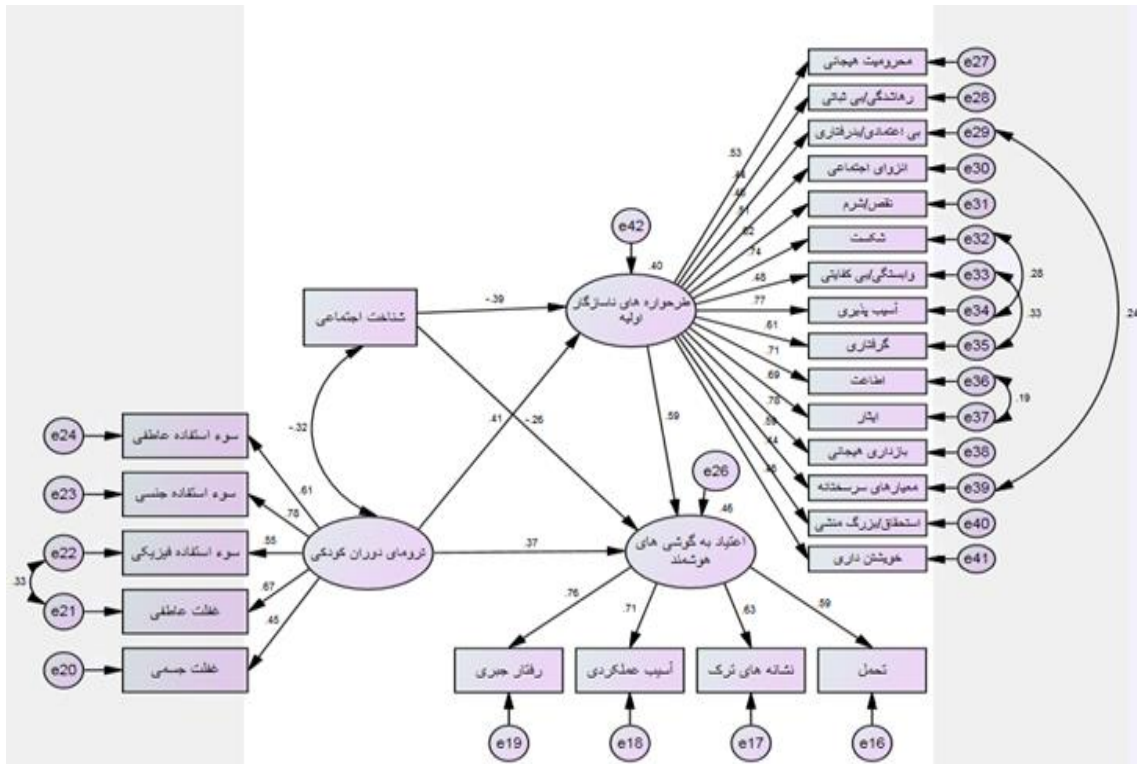 محرومیت هیجانی
e27
رهاشدگی/بی ثباتی
e28
بی اعتمادی/بدرفتاری
e29
انزوای اجتماعی
e30
نقص/شرم
e31
شکست
e32
وابستگی/بی کفایتی
e33
آسیب پذیری
e34
گرفتاری
e35
اطاعت
e36
ایثار
e37
بازداری هیجانی
e38
معیارهای سرسختانه
e39
استحقاق/بزرگ منشی
e40
خویشتن داری
e41
.53
.62
.74
.48
.77
.61
.71
.69
.78
.59
.44
.28
.33
.24
.19
e42
.40
طرحواره های ناسازگار
اولیه
شناخت اجتماعی
-.39
.41
-.26
.59
-.32
e26
.46
اعتیاد به گوشی های
هوشمند
.37
ترومای دوران کودکی
e24
سوء استفاده عاطفی
.61
e23
سوء استفاده جنسی
.78
e22
سوء استفاده فیزیکی
.55
.33
e21
غفلت عاطفی
.67
e20
غفلت جسمی
.45
.76
.71
.63
.59
رفتار جبری
آسیب عملکردی
نشانه های ترک
تحمل
e19
e18
e17
e16